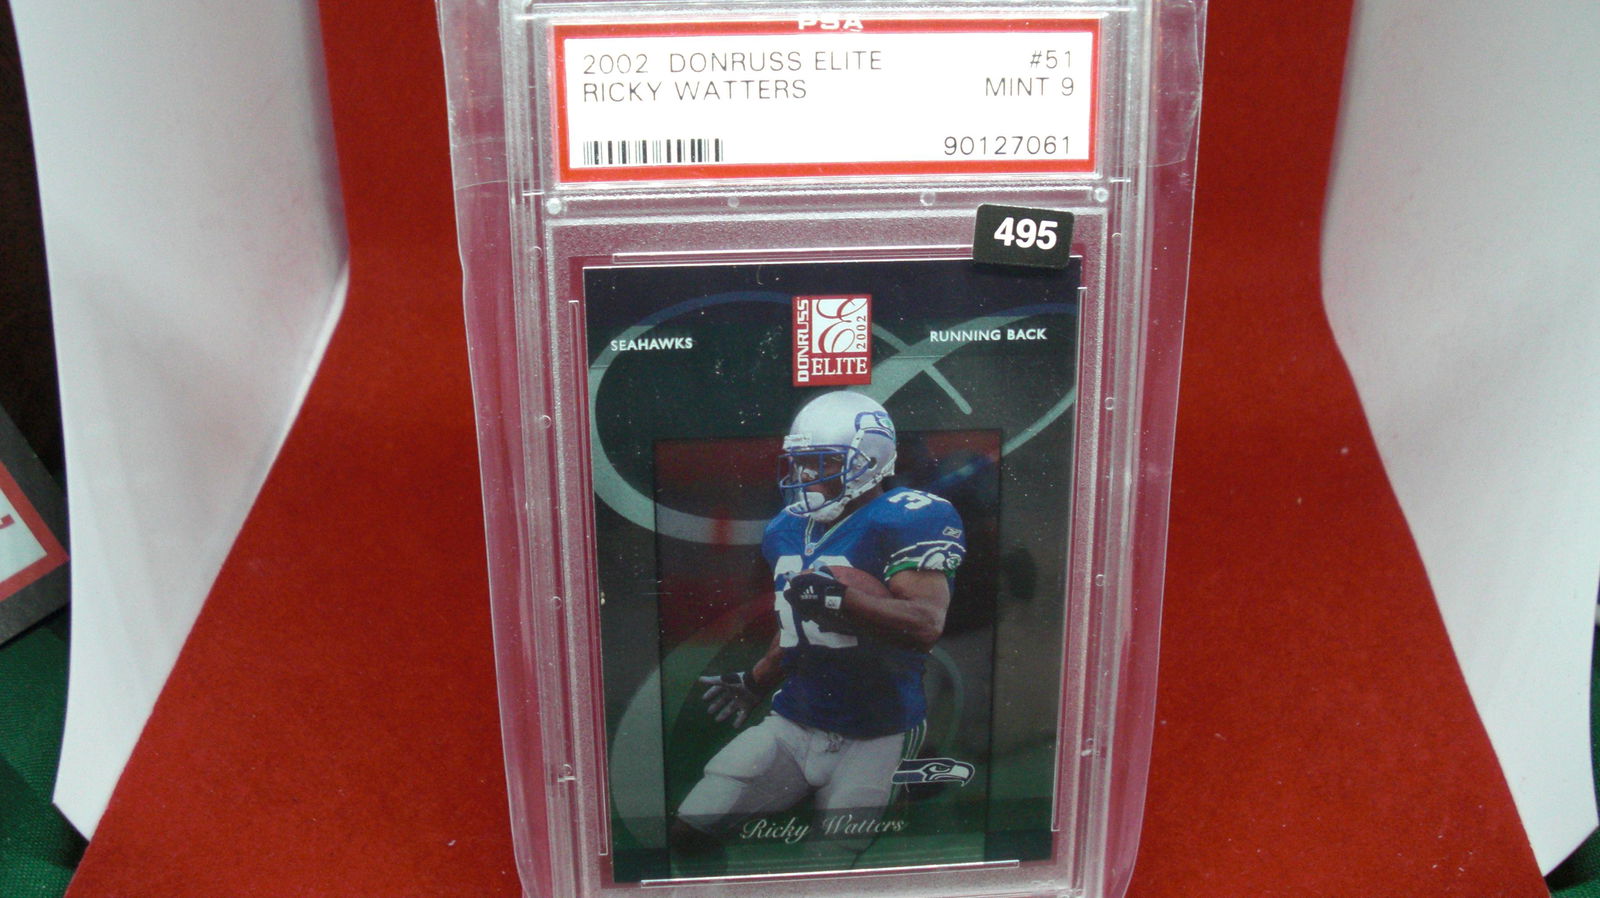 PSA
2002 DONRUSS ELITE #51
RICKY WATTERS MINT 9
90127061
495
SEAHAWKS
RUNNING BACK
DONRUSS
E
2002
ELITE
32
Ricky Watters